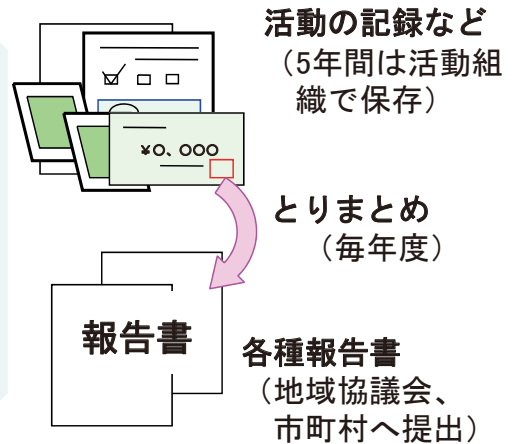 活動の記録など
（5年間は活動組
織で保存）
¥〇、〇〇〇
とりまとめ
（毎年度）
報告書
各種報告書
（地域協議会、
市町村へ提出）